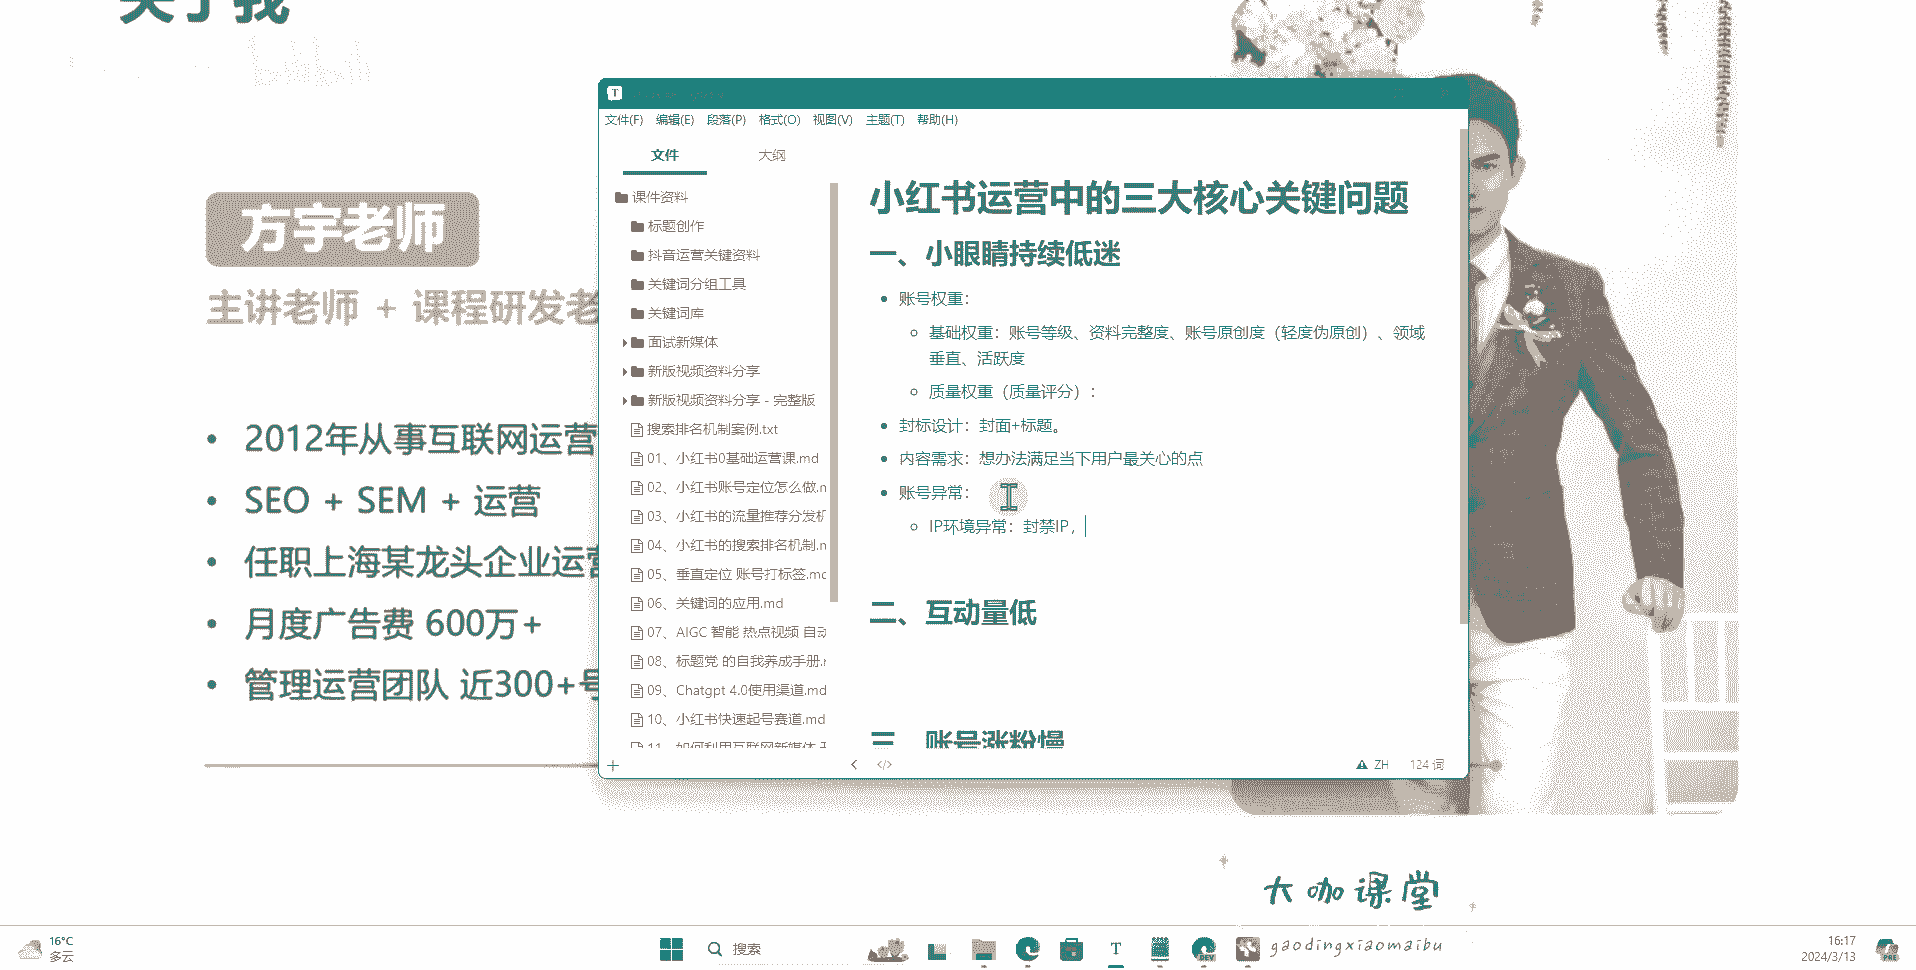 关于我
方宇老师
主讲老师 + 课程研发老
2012年从事互联网运营
SEO + SEM + 运营
任职上海某龙头企业运营
月度广告费 600万+
管理运营团队 近300+号
T
文件(F) 编辑(E) 段落(P) 格式(O) 视图(V) 主题(T) 帮助(H)
文件 大纲
课件资料
标题创作
抖音运营关键资料
关键词分组工具
关键词库
面试新媒体
新版视频资料分享
新版视频资料分享 - 完整版
搜索排名机制案例.txt
01、小红书0基础运营课.md
02、小红书账号定位怎么做.m
03、小红书的流量推荐分发机
04、小红书的搜索排名机制.m
05、垂直定位 账号打标签.md
06、关键词的应用.md
07、AIGC 智能 热点视频 自动
08、标题党 的自我养成手册.m
09、Chatgpt 4.0使用渠道.md
10、小红书快速起号赛道.md
11、如何利用互联网新媒体
小红书运营中的三大核心关键问题
一、小眼睛持续低迷
账号权重：
基础权重：账号等级、资料完整度、账号原创度（轻度伪原创）、领域
垂直、活跃度
质量权重（质量评分）：
封标设计：封面+标题。
内容需求：想办法满足当下用户最关心的点
账号异常：
IP环境异常：封禁IP，
二、互动量低
三、账号涨粉慢
</> ZH 124 词
大咖课堂
gaodingxiaomaibu
16°C
多云
搜索
T
DEV
16:17
2024/3/13
PRE